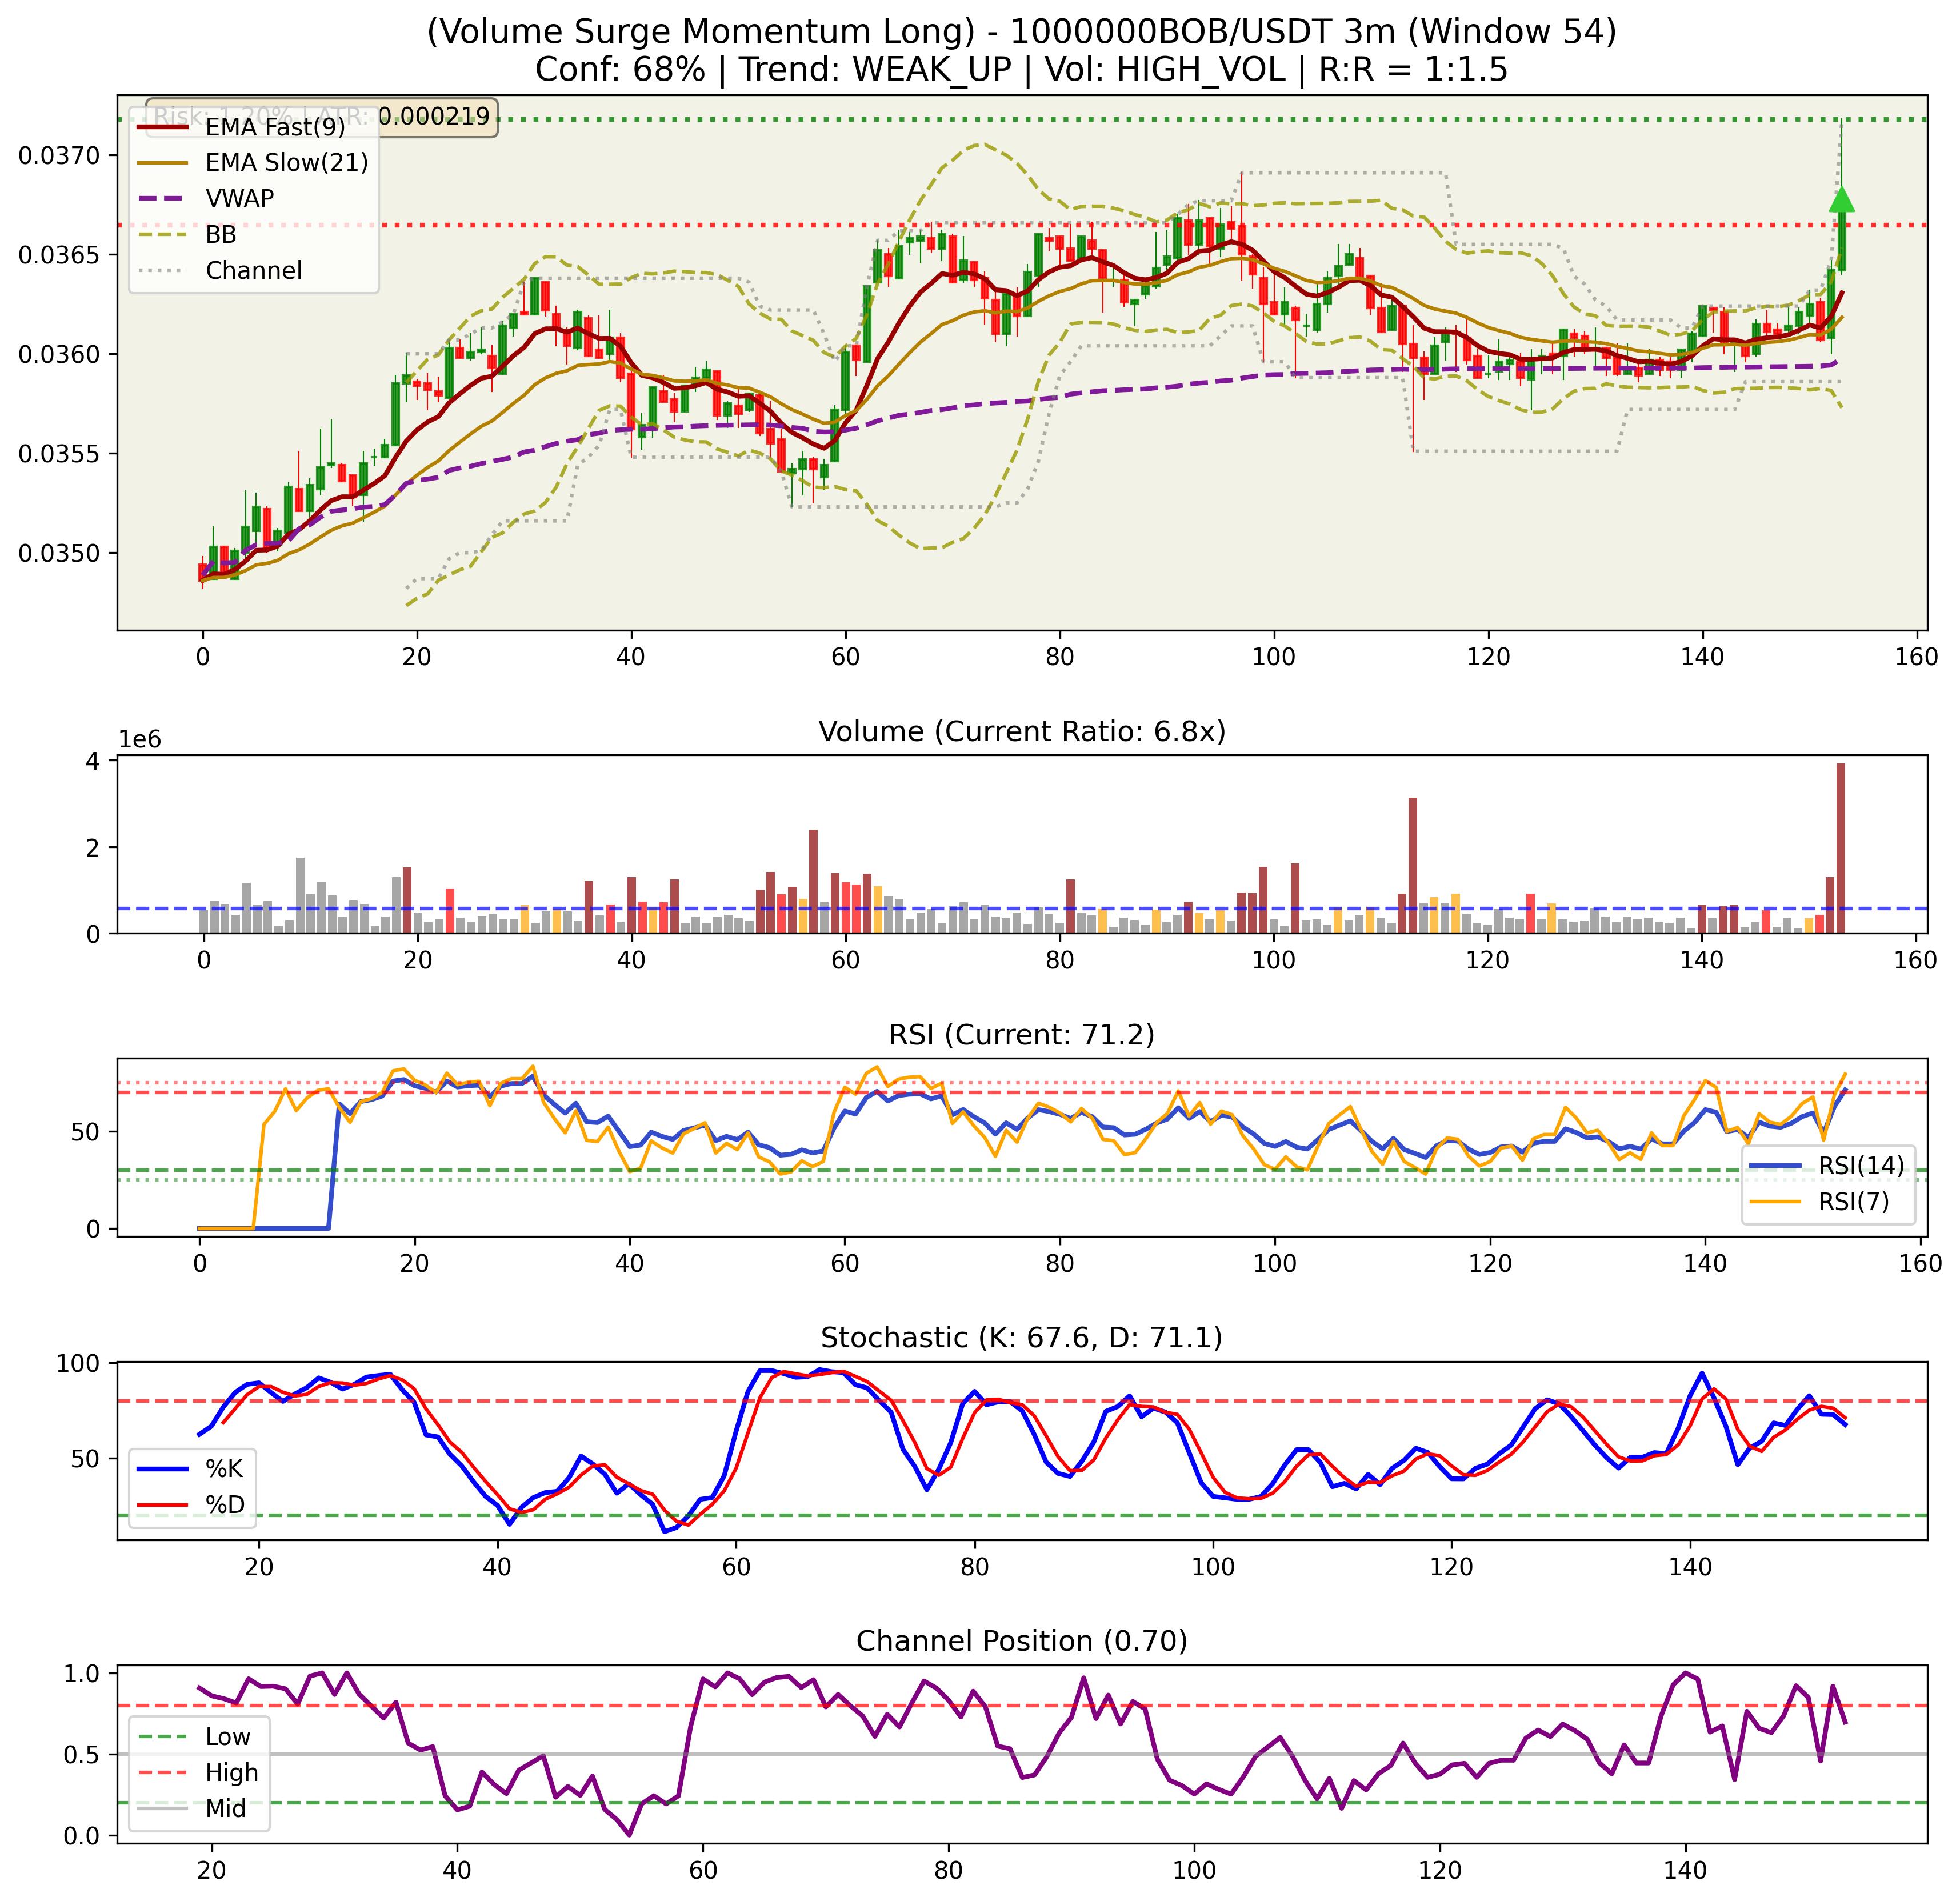 (Volume Surge Momentum Long) - 1000000BOB/USDT 3m (Window 54)
Conf: 68% | Trend: WEAK_UP | Vol: HIGH_VOL | R:R = 1:1.5
Risk: 1.20% | ATR: 0.000219
EMA Fast(9)
EMA Slow(21)
VWAP
BB
Channel
0.0370
0.0365
0.0360
0.0355
0.0350
0 20 40 60 80 100 120 140 160
Volume (Current Ratio: 6.8x)
1e6
4
2
0
0 20 40 60 80 100 120 140 160
RSI (Current: 71.2)
50
0
RSI(14)
RSI(7)
0 20 40 60 80 100 120 140 160
Stochastic (K: 67.6, D: 71.1)
100
50
%K
%D
20 40 60 80 100 120 140
Channel Position (0.70)
1.0
0.5
0.0
Low
High
Mid
20 40 60 80 100 120 140